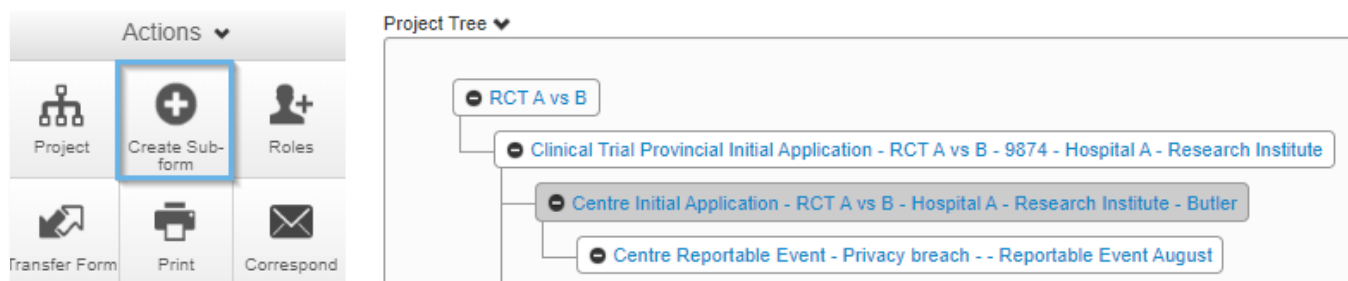 Actions
Project
Create Sub-
form
Roles
Transfer Form
Print
Correspond
Project Tree
RCT A vs B
Clinical Trial Provincial Initial Application - RCT A vs B - 9874 - Hospital A - Research Institute
Centre Initial Application - RCT A vs B - Hospital A - Research Institute - Butler
Centre Reportable Event - Privacy breach - - Reportable Event August